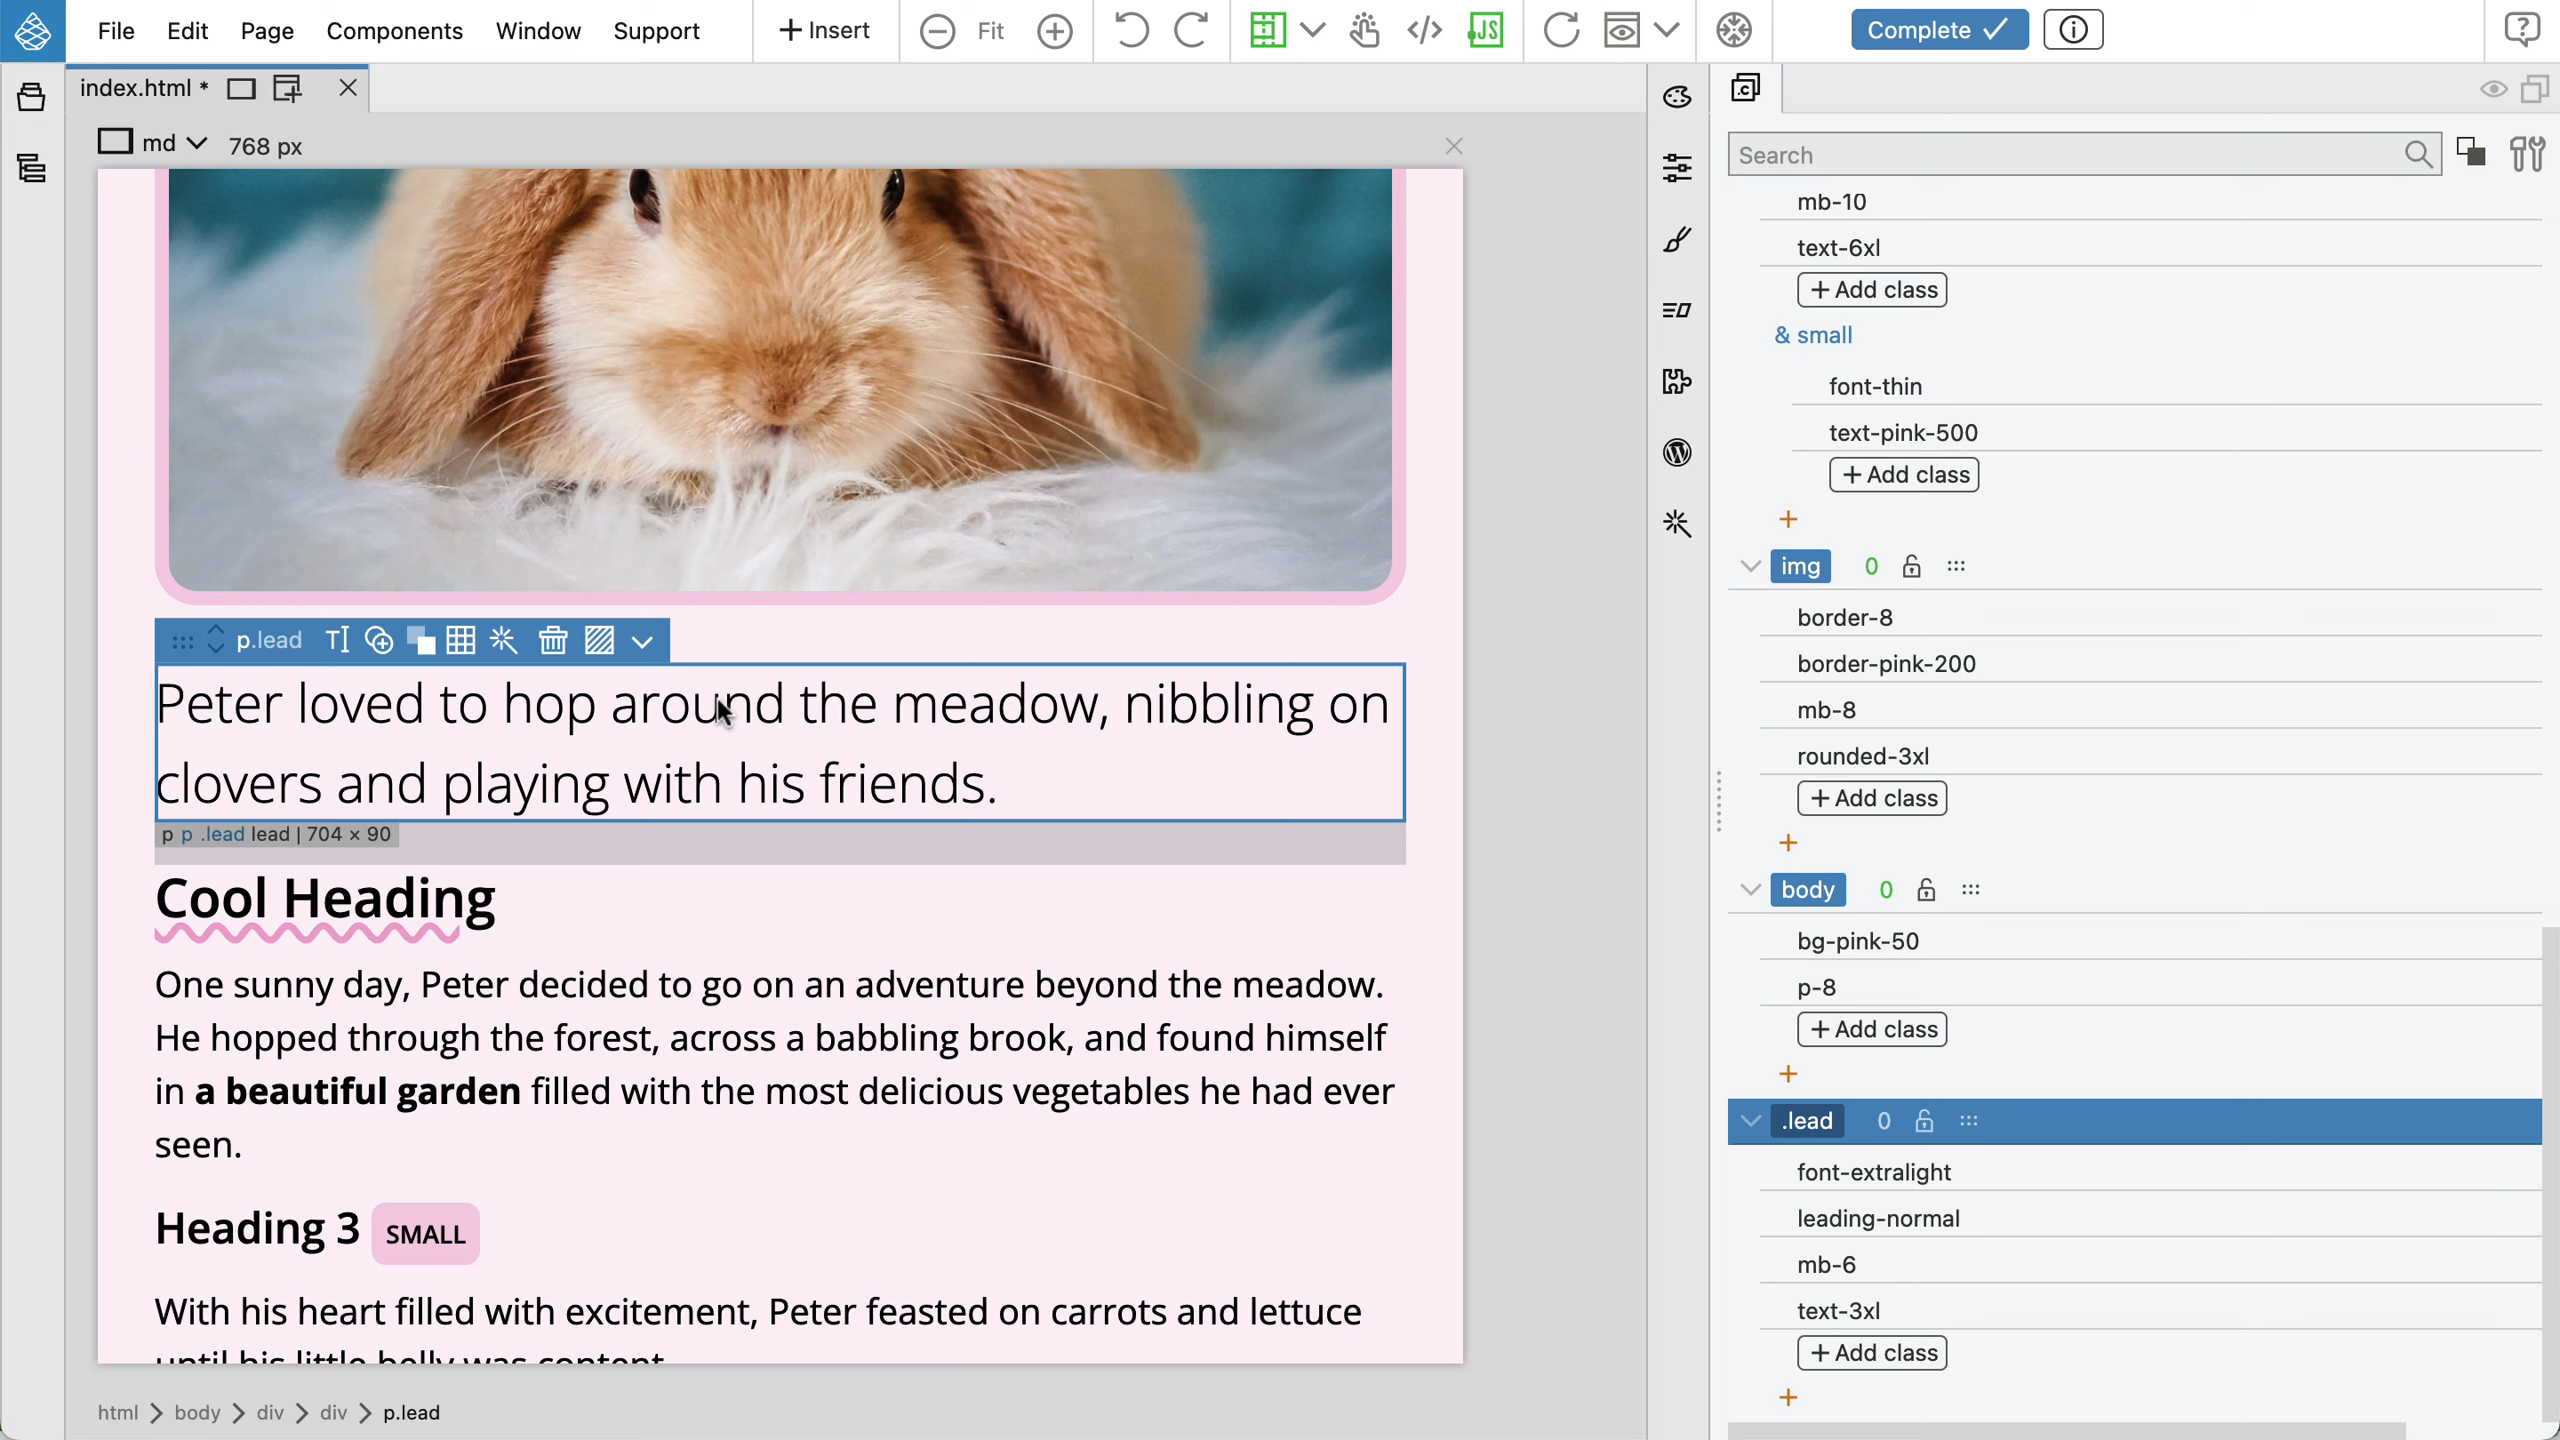 File Edit Page Components Window Support + Insert Fit </> JS Complete ✓
index.html *
md 768 px
p.lead
Peter loved to hop around the meadow, nibbling on
clovers and playing with his friends.
p p .lead lead | 704 × 90
Cool Heading
One sunny day, Peter decided to go on an adventure beyond the meadow.
He hopped through the forest, across a babbling brook, and found himself
in a beautiful garden filled with the most delicious vegetables he had ever
seen.
Heading 3 SMALL
With his heart filled with excitement, Peter feasted on carrots and lettuce
until his little belly was content
html > body > div > div > p.lead
Search
mb-10
text-6xl
+ Add class
& small
font-thin
text-pink-500
+ Add class
+
img 0
border-8
border-pink-200
mb-8
rounded-3xl
+ Add class
+
body 0
bg-pink-50
p-8
+ Add class
+
.lead 0
font-extralight
leading-normal
mb-6
text-3xl
+ Add class
+